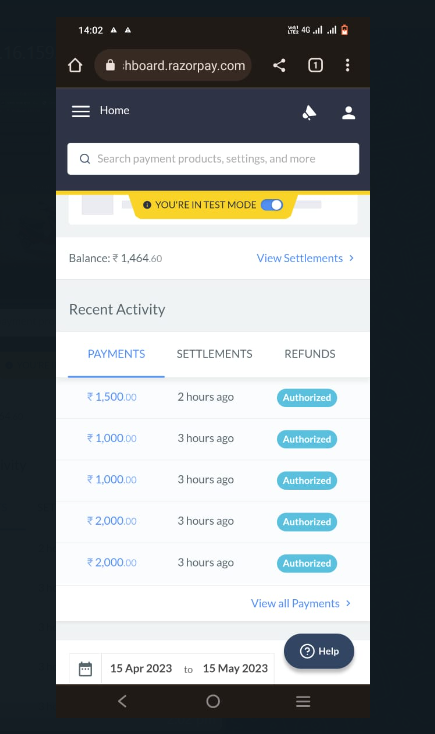 14:02
4G
hboard.razorpay.com
1
Home
Search payment products, settings, and more
YOU'RE IN TEST MODE
Balance: ₹ 1,464.60 View Settlements
Recent Activity
PAYMENTS SETTLEMENTS REFUNDS
₹ 1,500.00 2 hours ago Authorized
₹ 1,000.00 3 hours ago Authorized
₹ 1,000.00 3 hours ago Authorized
₹ 2,000.00 3 hours ago Authorized
₹ 2,000.00 3 hours ago Authorized
View all Payments
Help
15 Apr 2023 to 15 May 2023